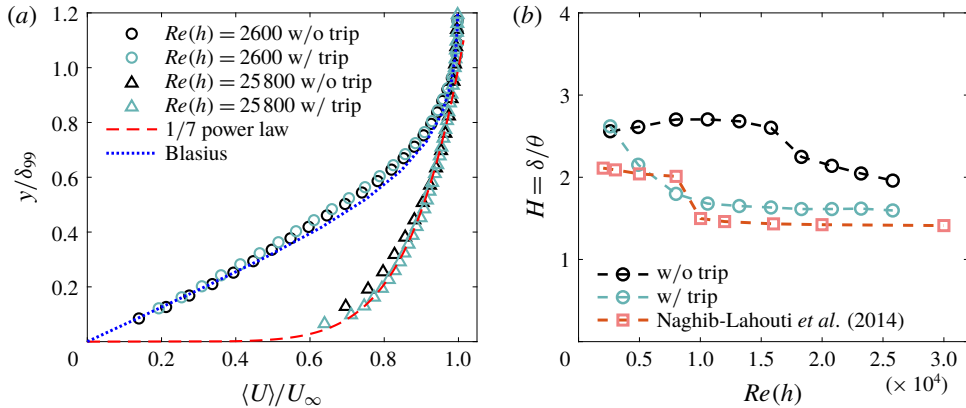 (a)
1.2
1.0
0.8
0.6
0.4
0.2
0
0.2
0.4
0.6
0.8
1.0
y/δ99
⟨U⟩/U∞
Re(h) = 2600 w/o trip
Re(h) = 2600 w/ trip
Re(h) = 25 800 w/o trip
Re(h) = 25 800 w/ trip
1/7 power law
Blasius
(b)
4
3
2
1
0
0.5
1.0
1.5
2.0
2.5
3.0
(× 10⁴)
H = δ/θ
Re(h)
w/o trip
w/ trip
Naghib-Lahouti et al. (2014)